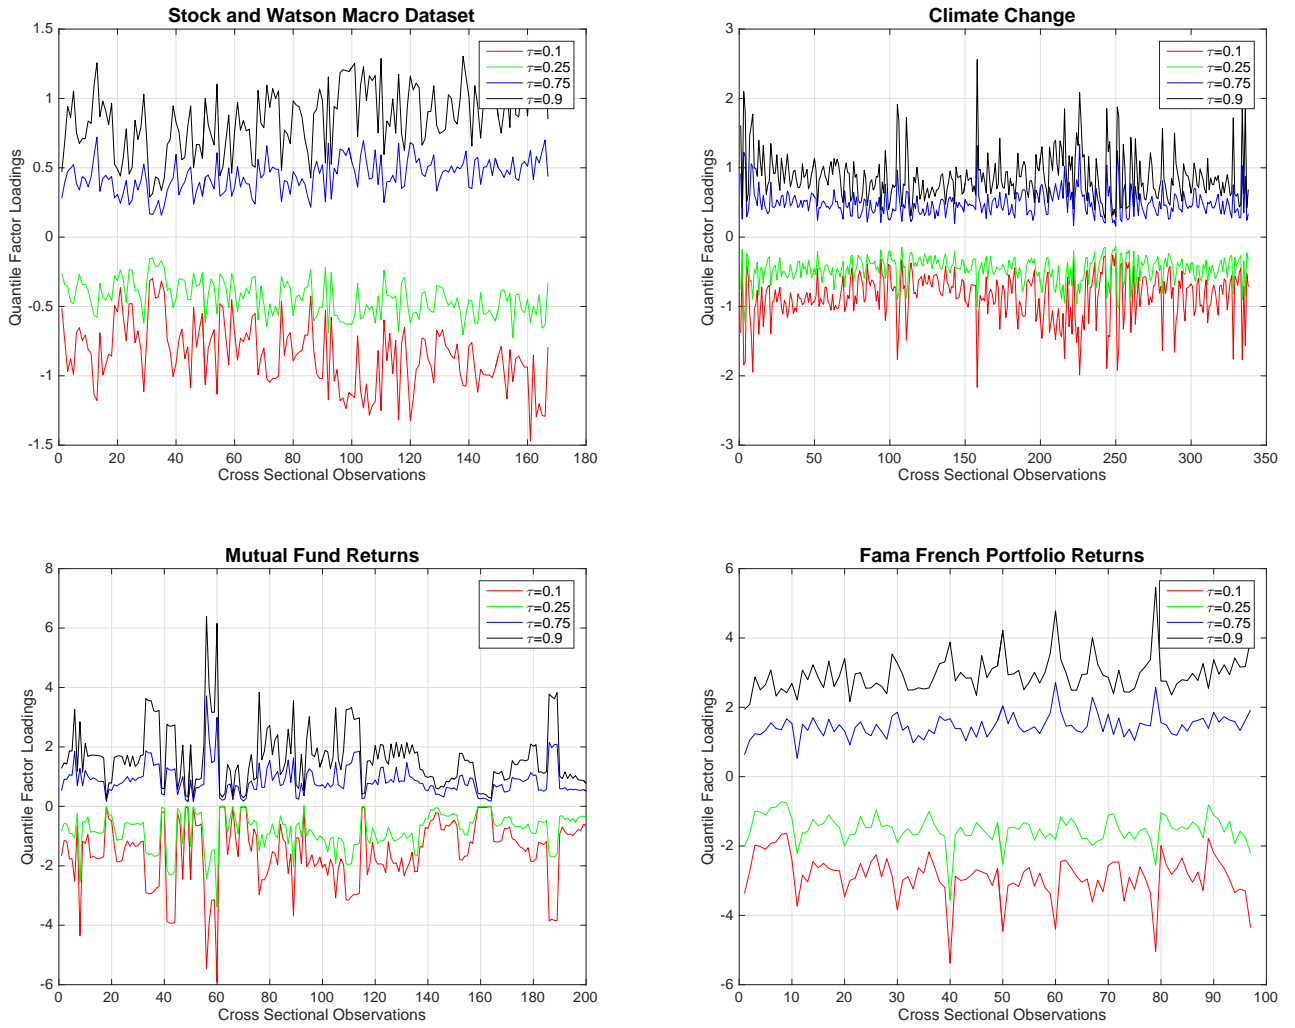 Stock and Watson Macro Dataset
1.5
1
0.5
0
-0.5
-1
-1.5
Quantile Factor Loadings
τ=0.1
τ=0.25
τ=0.75
τ=0.9
0 20 40 60 80 100 120 140 160 180
Cross Sectional Observations
Climate Change
3
2
1
0
-1
-2
-3
Quantile Factor Loadings
τ=0.1
τ=0.25
τ=0.75
τ=0.9
0 50 100 150 200 250 300 350
Cross Sectional Observations
Mutual Fund Returns
8
6
4
2
0
-2
-4
-6
Quantile Factor Loadings
τ=0.1
τ=0.25
τ=0.75
τ=0.9
0 20 40 60 80 100 120 140 160 180 200
Cross Sectional Observations
Fama French Portfolio Returns
6
4
2
0
-2
-4
-6
Quantile Factor Loadings
τ=0.1
τ=0.25
τ=0.75
τ=0.9
0 10 20 30 40 50 60 70 80 90 100
Cross Sectional Observations